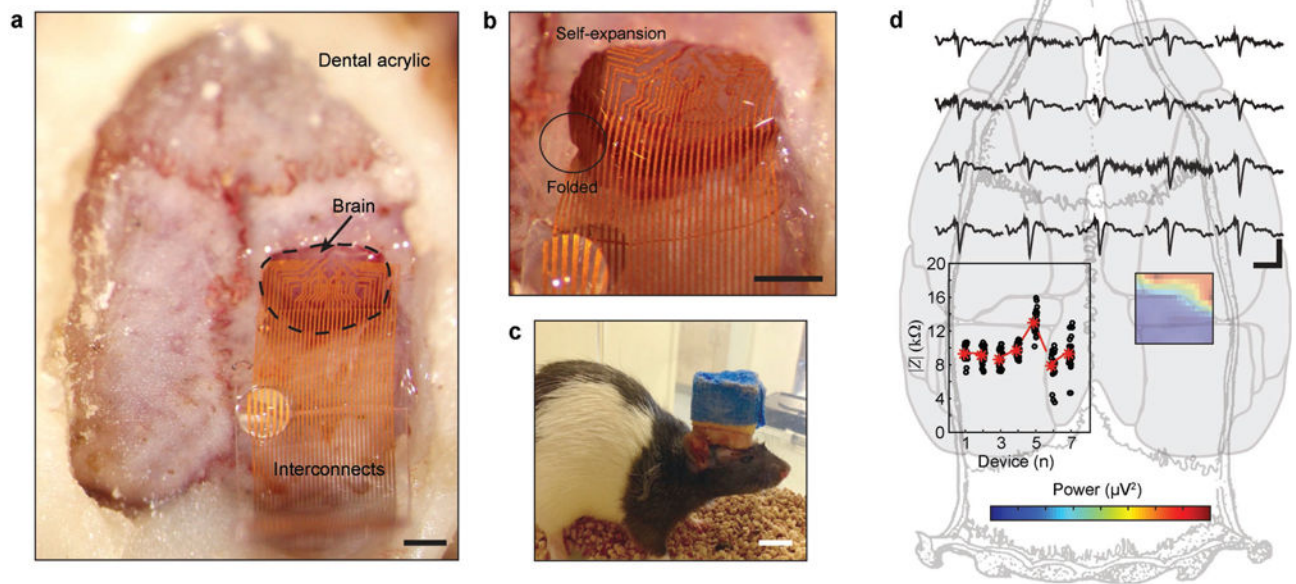 a
Dental acrylic
Brain
Interconnects
b
Self-expansion
Folded
c
d
20
16
12
8
4
0
|Z| (kΩ)
1 3 5 7
Device (n)
Power (µV²)